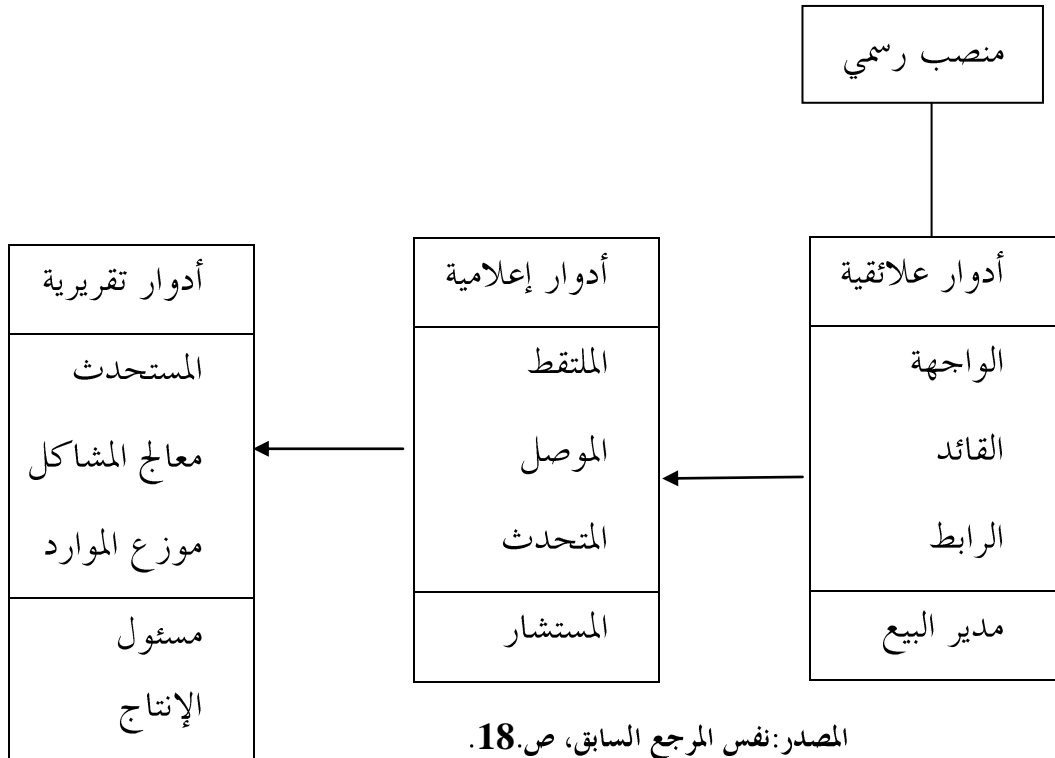 منصب رسمي
أدوار علائقية
الواجهة
القائد
الرابط
مدير البيع
أدوار إعلامية
الملتقط
الموصل
المتحدث
المستشار
أدوار تقريرية
المستحدث
معالج المشاكل
موزع الموارد
مسئول
الإنتاج
المصدر:نفس المرجع السابق، ص.18.